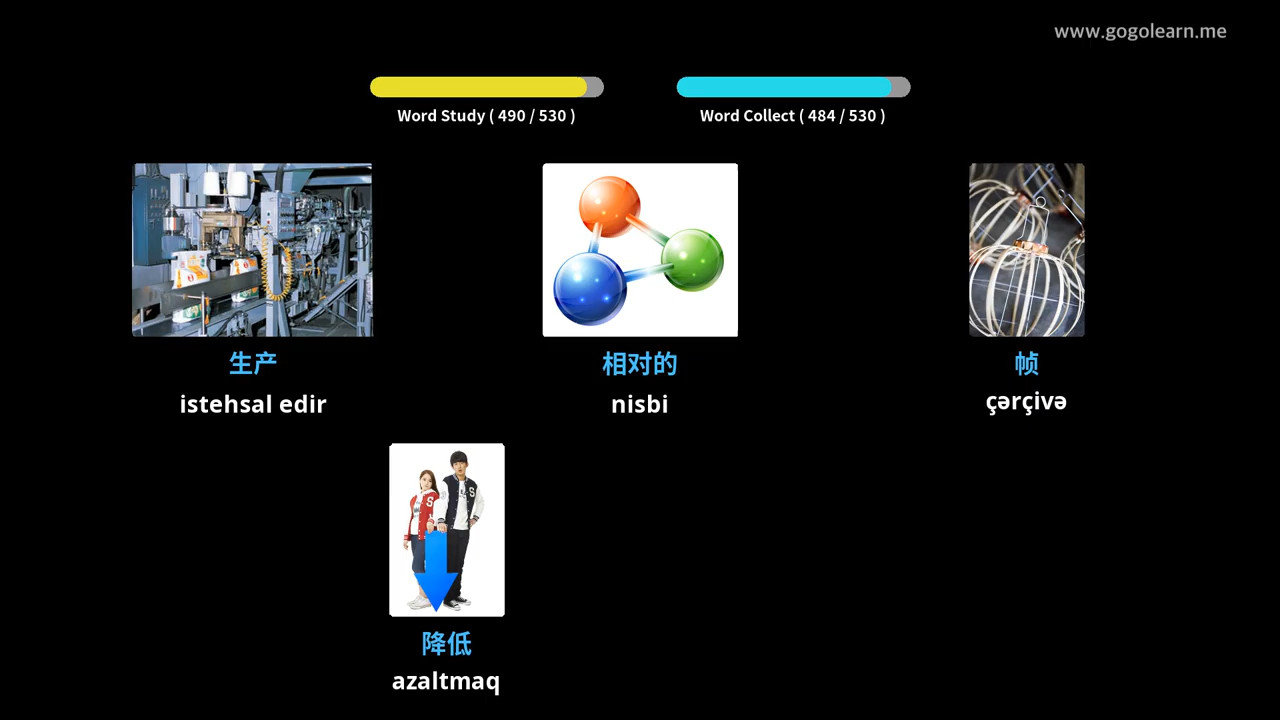 www.gogolearn.me
Word Study ( 490 / 530 )
Word Collect ( 484 / 530 )
生产
istehsal edir
相对的
nisbi
帧
çərçivə
S
S
降低
azaltmaq